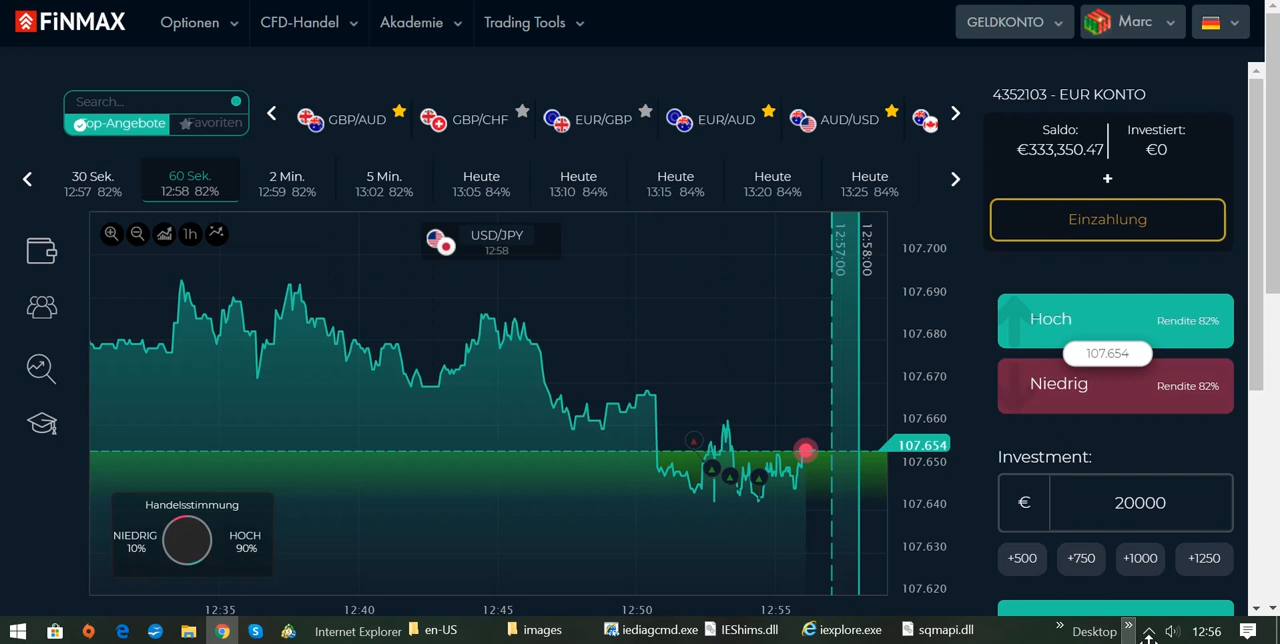 FiNMAX
Optionen
CFD-Handel
Akademie
Trading Tools
GELDKONTO
Marc
Search...
Top-Angebote
Favoriten
GBP/AUD
GBP/CHF
EUR/GBP
EUR/AUD
AUD/USD
30 Sek.
12:57 82%
60 Sek.
12:58 82%
2 Min.
12:59 82%
5 Min.
13:02 82%
Heute
13:05 84%
Heute
13:10 84%
Heute
13:15 84%
Heute
13:20 84%
Heute
13:25 84%
4352103 - EUR KONTO
Saldo:
€333,350.47
Investiert:
€0
+
Einzahlung
1h
USD/JPY
12:58
12:57:00
12:58:00
107.700
107.690
107.680
107.670
107.660
107.654
107.650
107.640
107.630
107.620
Handelsstimmung
NIEDRIG
10%
HOCH
90%
12:35
12:40
12:45
12:50
12:55
Hoch
Rendite 82%
107.654
Niedrig
Rendite 82%
Investment:
€
20000
+500
+750
+1000
+1250
Internet Explorer
en-US
images
iediagcmd.exe
IEShims.dll
iexplore.exe
sqmapi.dll
»
Desktop
»
12:56